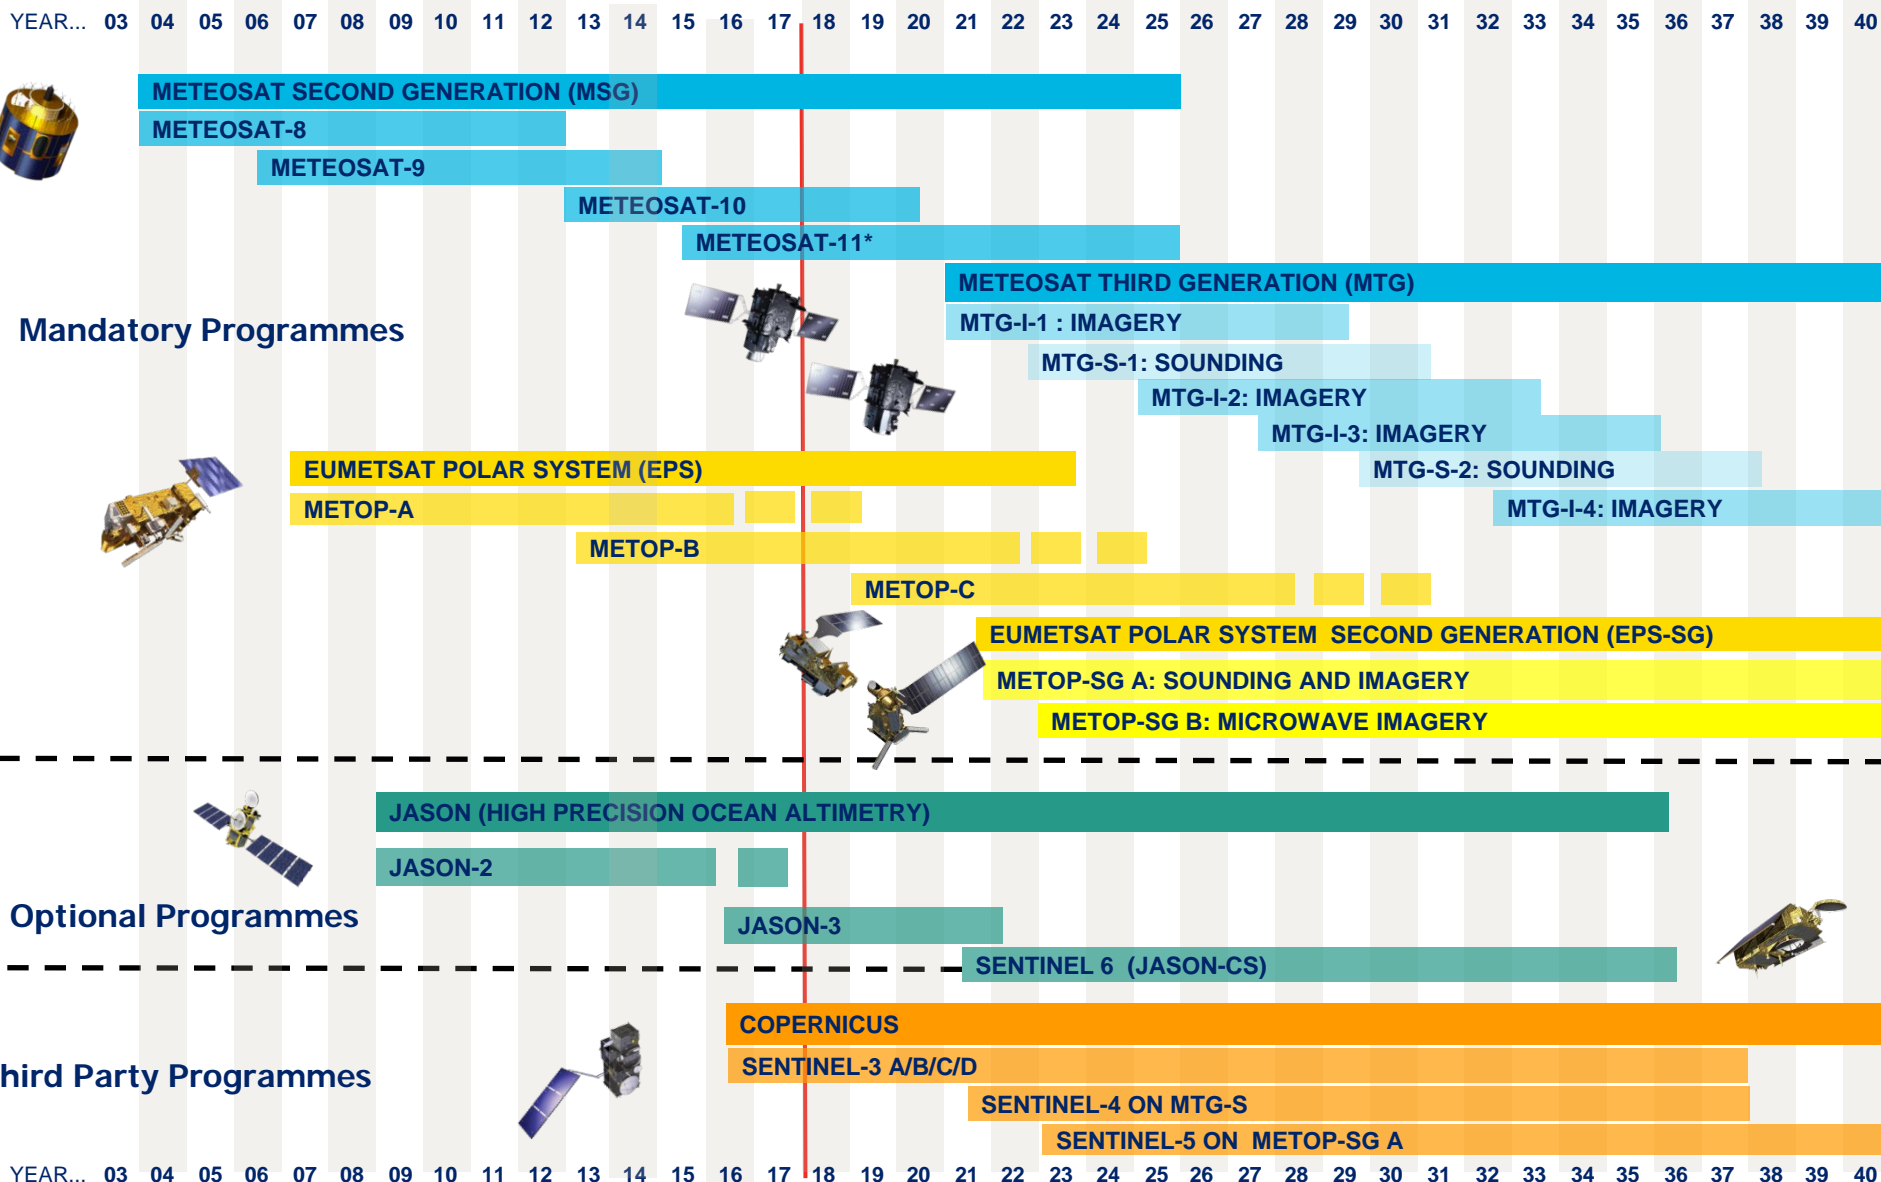 YEAR... 03 04 05 06 07 08 09 10 11 12 13 14 15 16 17 18 19 20 21 22 23 24 25 26 27 28 29 30 31 32 33 34 35 36 37 38 39 40
METEOSAT SECOND GENERATION (MSG)
METEOSAT-8
METEOSAT-9
METEOSAT-10
METEOSAT-11*
METEOSAT THIRD GENERATION (MTG)
Mandatory Programmes
MTG-I-1 : IMAGERY
MTG-S-1: SOUNDING
MTG-I-2: IMAGERY
MTG-I-3: IMAGERY
EUMETSAT POLAR SYSTEM (EPS)
MTG-S-2: SOUNDING
METOP-A
MTG-I-4: IMAGERY
METOP-B
METOP-C
EUMETSAT POLAR SYSTEM SECOND GENERATION (EPS-SG)
METOP-SG A: SOUNDING AND IMAGERY
METOP-SG B: MICROWAVE IMAGERY
JASON (HIGH PRECISION OCEAN ALTIMETRY)
JASON-2
Optional Programmes
JASON-3
SENTINEL 6 (JASON-CS)
COPERNICUS
SENTINEL-3 A/B/C/D
hird Party Programmes
SENTINEL-4 ON MTG-S
SENTINEL-5 ON METOP-SG A
YEAR... 03 04 05 06 07 08 09 10 11 12 13 14 15 16 17 18 19 20 21 22 23 24 25 26 27 28 29 30 31 32 33 34 35 36 37 38 39 40